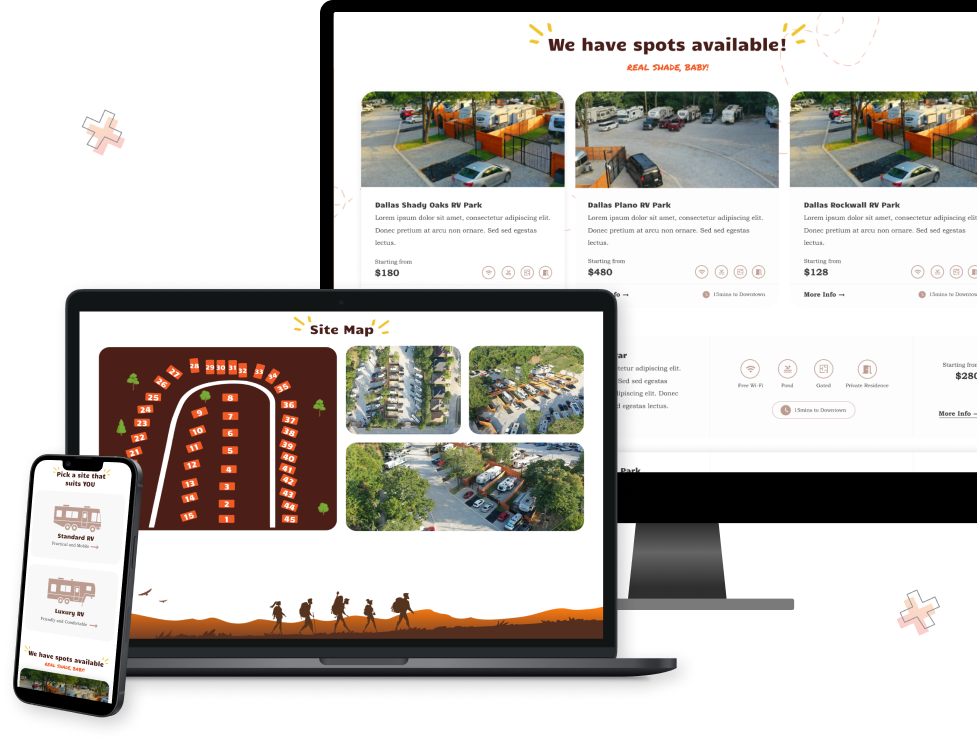 We have spots available!
REAL SHADE, BABY!
Dallas Shady Oaks RV Park
Lorem ipsum dolor sit amet, consectetur adipiscing elit.
Donec pretium at arcu non ornare. Sed sed egestas
lectus.
Starting from
$180
Dallas Plano RV Park
Lorem ipsum dolor sit amet, consectetur adipiscing elit.
Donec pretium at arcu non ornare. Sed sed egestas
lectus.
Starting from
$480
fo →
15mins to Downtown
Dallas Rockwall RV Park
Lorem ipsum dolor sit amet, consectetur adipiscing elit
Donec pretium at arcu non ornare. Sed sed egestas
lectus.
Starting from
$128
More Info →
15mins to Downtow
ar
tetur adipiscing elit.
Sed sed egestas
dipiscing elit. Donec
d egestas lectus.
Free Wi-Fi
Pond
Gated
Private Residence
15mins to Downtown
Starting from
$280
More Info
Park
Site Map
28 29 30 31 32 33 34
27
26
25
24
23
22
21
35
36
37
38
39
40
41
42
43
44
45
8
7
6
5
4
3
2
1
9
10
11
12
13
14
15
Pick a site that
suits YOU
Standard RV
Practical and Mobile →
Luxury RV
Friendly and Comfortable →
We have spots available
REAL SHADE, BABY!